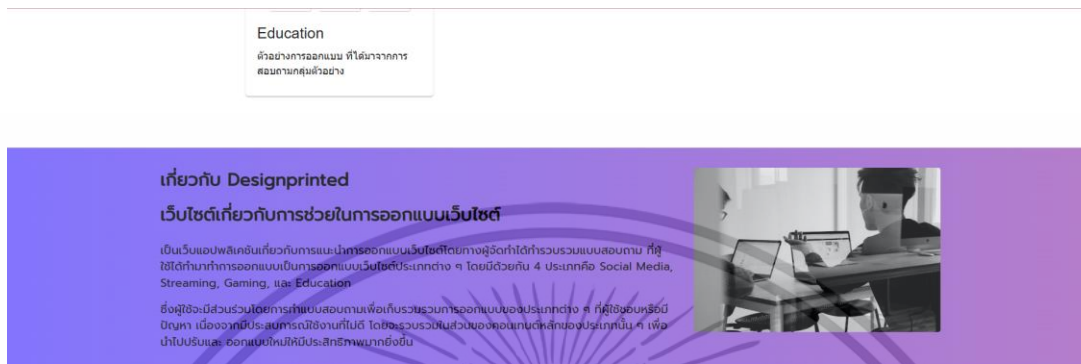 Education
ตัวอย่างการออกแบบ ที่ได้มาจากการ
สอบถามกลุ่มตัวอย่าง
เกี่ยวกับ Designprinted
เว็บไซต์เกี่ยวกับการช่วยในการออกแบบเว็บไซต์
เป็นเว็บแอปพลิเคชันเกี่ยวกับการแนะนำการออกแบบเว็บไซต์โดยทางผู้จัดทำได้ทำรวบรวมแบบสอบถาม ที่ผู้
ใช้ได้ทำมาทำการออกแบบเป็นการออกแบบเว็บไซต์ประเภทต่าง ๆ โดยมีด้วยกัน 4 ประเภทคือ Social Media,
Streaming, Gaming, และ Education
ซึ่งผู้ใช้จะมีส่วนร่วมโดยการทำแบบสอบถามเพื่อเก็บรวบรวมการออกแบบของประเภทต่าง ๆ ที่ผู้ใช้ชอบหรือมี
ปัญหา เนื่องจากมีประสบการณ์ใช้งานที่ไม่ดี โดยจะรวบรวมในส่วนของคอนเทนต์หลักของประเภทนั้น ๆ เพื่อ
นำไปปรับและ ออกแบบใหม่ให้มีประสิทธิภาพมากยิ่งขึ้น